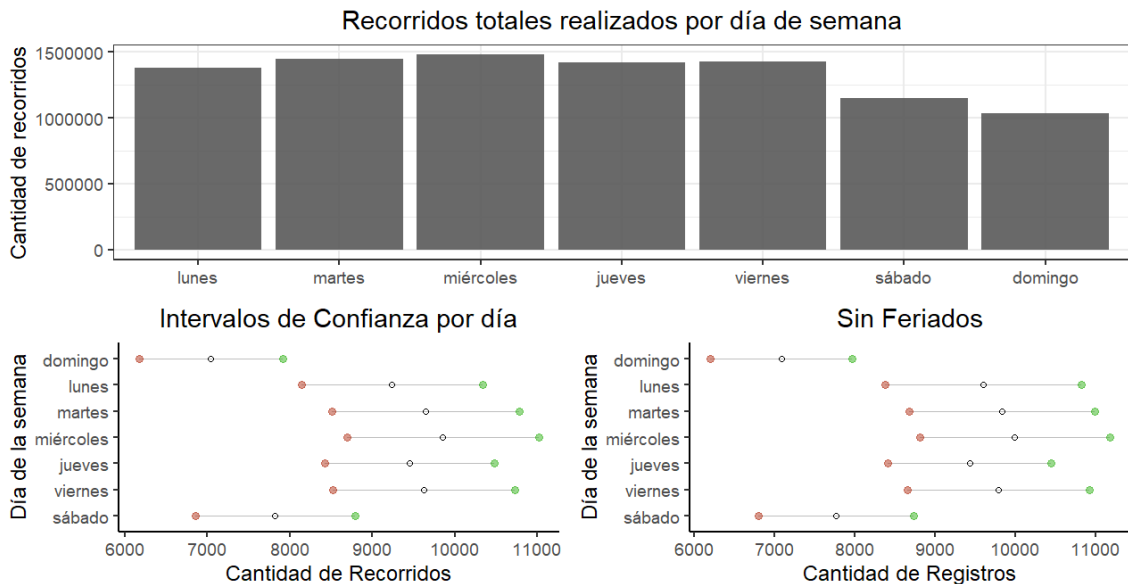 Recorridos totales realizados por día de semana
Cantidad de recorridos
1500000
1000000
500000
0
lunes martes miércoles jueves viernes sábado domingo
Intervalos de Confianza por día
Día de la semana
domingo
lunes
martes
miércoles
jueves
viernes
sábado
6000 7000 8000 9000 10000 11000
Cantidad de Recorridos
Sin Feriados
Día de la semana
domingo
lunes
martes
miércoles
jueves
viernes
sábado
6000 7000 8000 9000 10000 11000
Cantidad de Registros